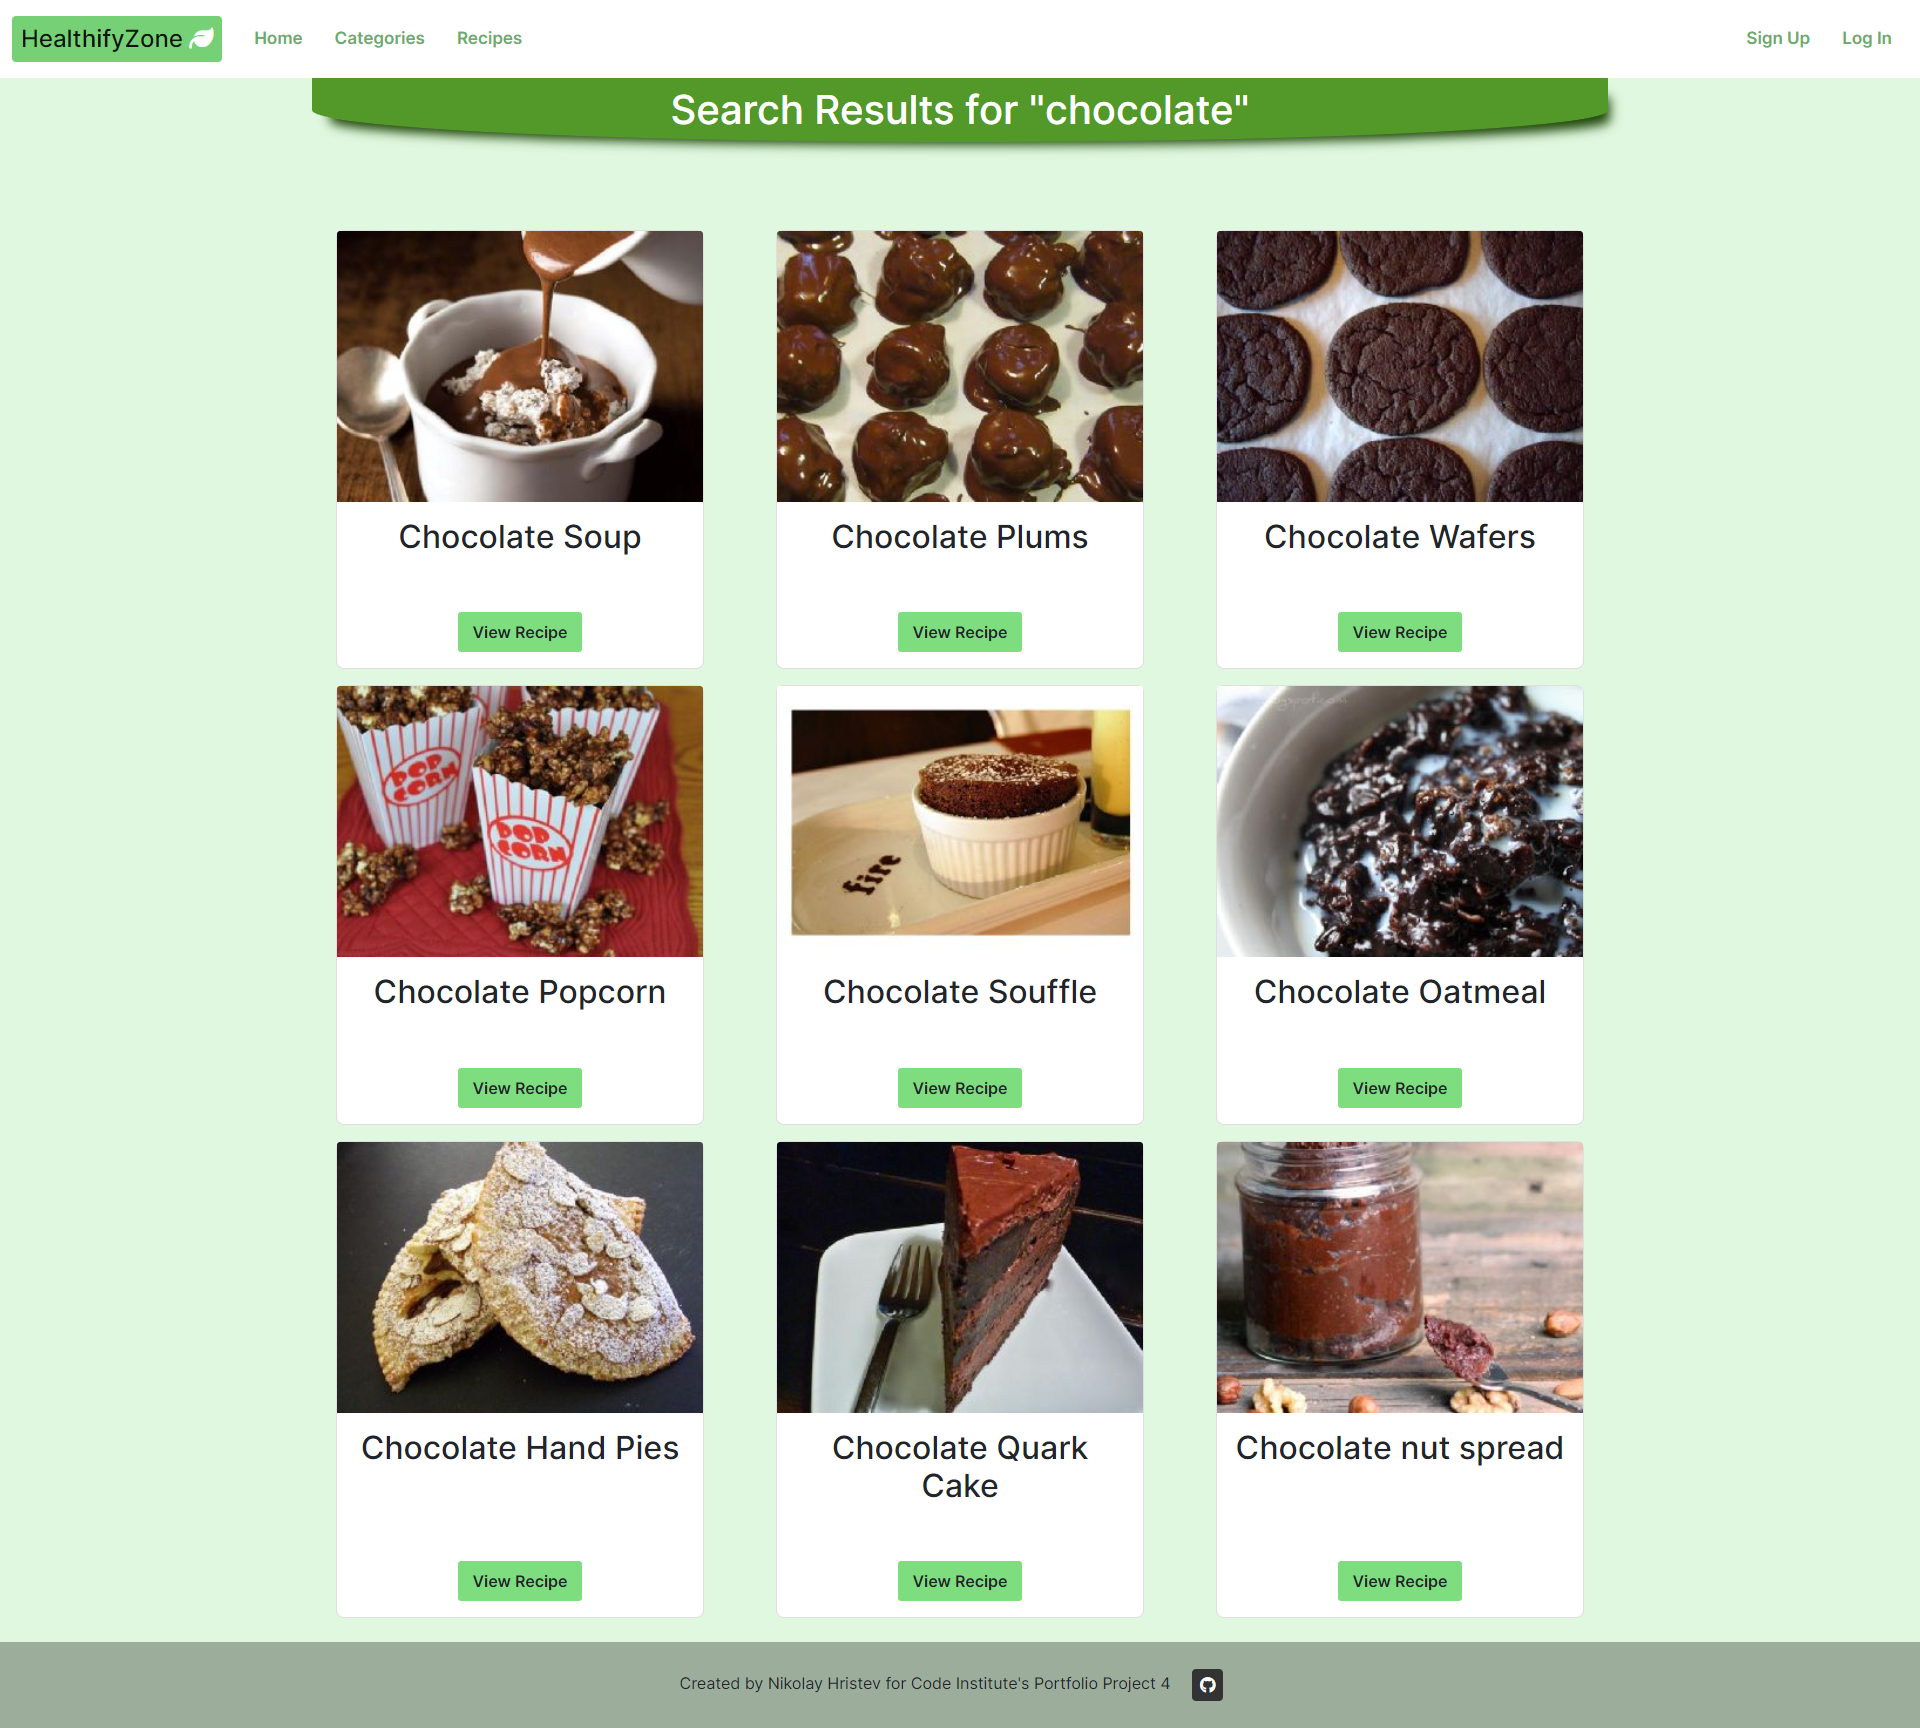 HealthifyZone
Home
Categories
Recipes
Sign Up
Log In
Search Results for "chocolate"
Chocolate Soup
View Recipe
Chocolate Plums
View Recipe
Chocolate Wafers
View Recipe
POP
CORN
POP
CORN
Chocolate Popcorn
View Recipe
fire
Chocolate Souffle
View Recipe
Chocolate Oatmeal
View Recipe
Chocolate Hand Pies
View Recipe
Chocolate Quark
Cake
View Recipe
Chocolate nut spread
View Recipe
Created by Nikolay Hristev for Code Institute's Portfolio Project 4